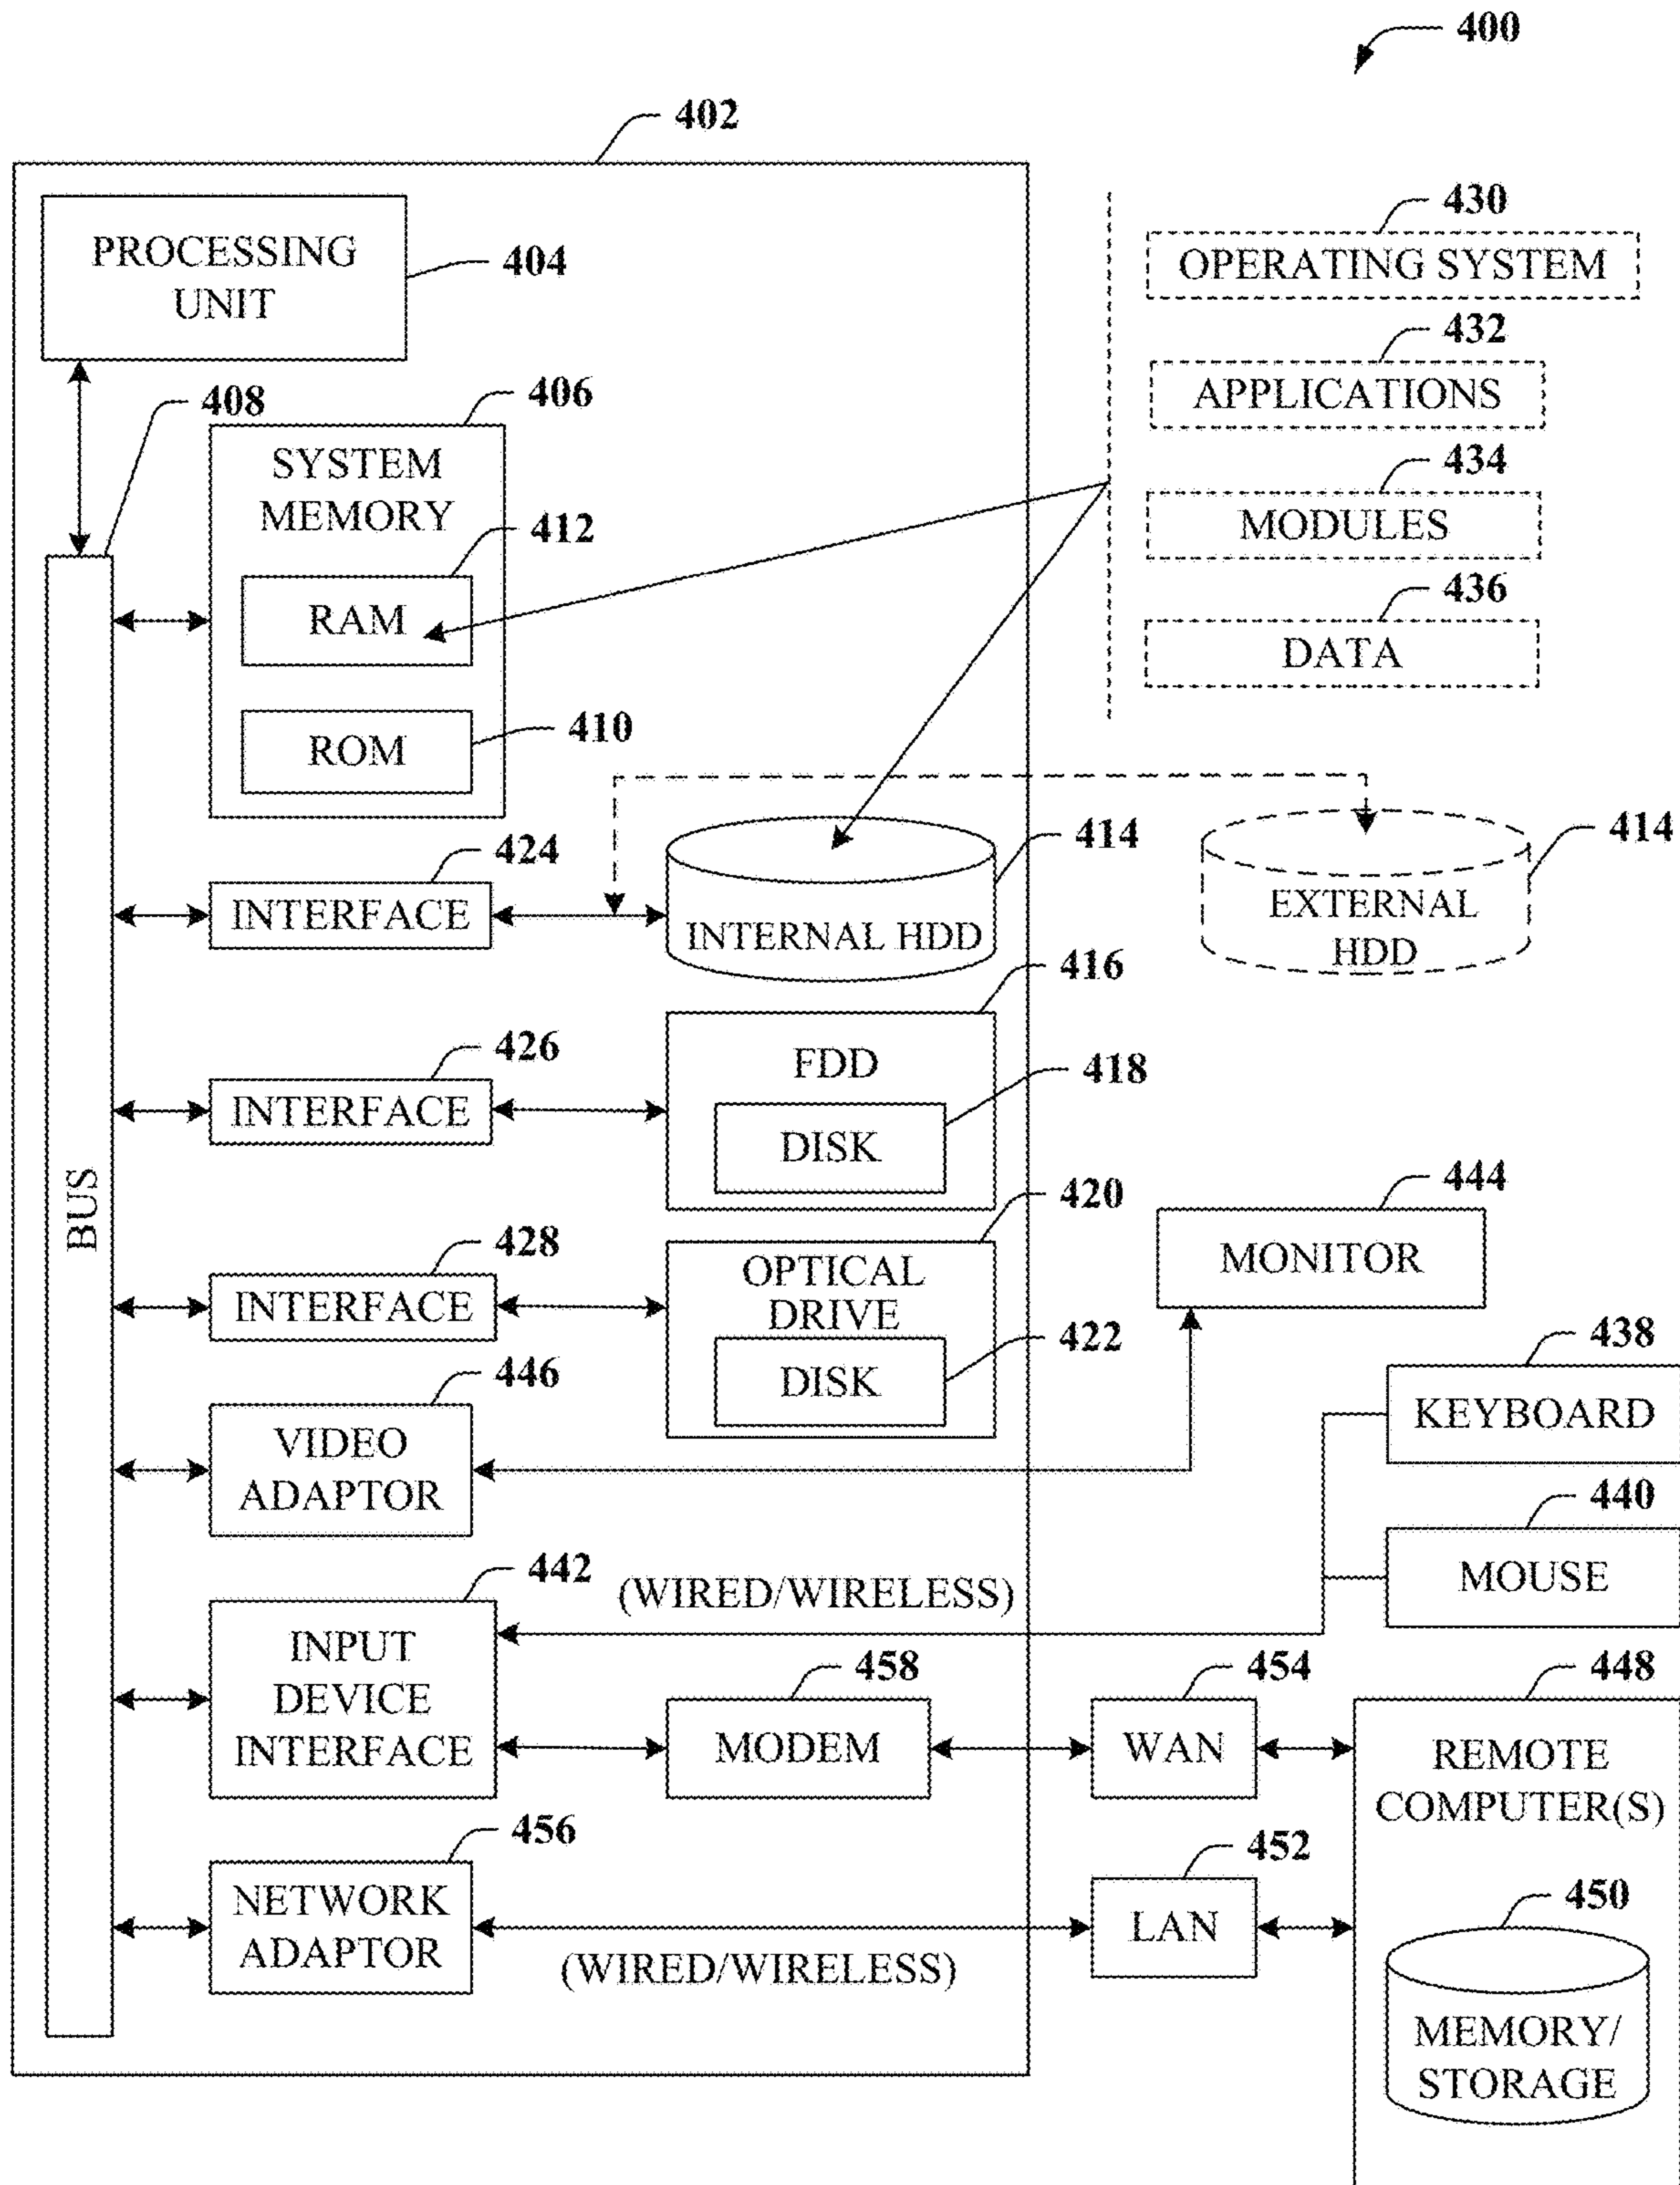 400
402
PROCESSING
UNIT
404
430
OPERATING SYSTEM
432
APPLICATIONS
434
MODULES
436
DATA
408
406
SYSTEM
MEMORY
412
RAM
410
ROM
424
INTERFACE
414
INTERNAL HDD
414
EXTERNAL
HDD
416
FDD
418
DISK
426
INTERFACE
BUS
420
OPTICAL
DRIVE
422
DISK
428
INTERFACE
444
MONITOR
446
VIDEO
ADAPTOR
438
KEYBOARD
440
MOUSE
442
INPUT
DEVICE
INTERFACE
(WIRED/WIRELESS)
458
MODEM
454
WAN
448
REMOTE
COMPUTER(S)
456
NETWORK
ADAPTOR
(WIRED/WIRELESS)
452
LAN
450
MEMORY/
STORAGE